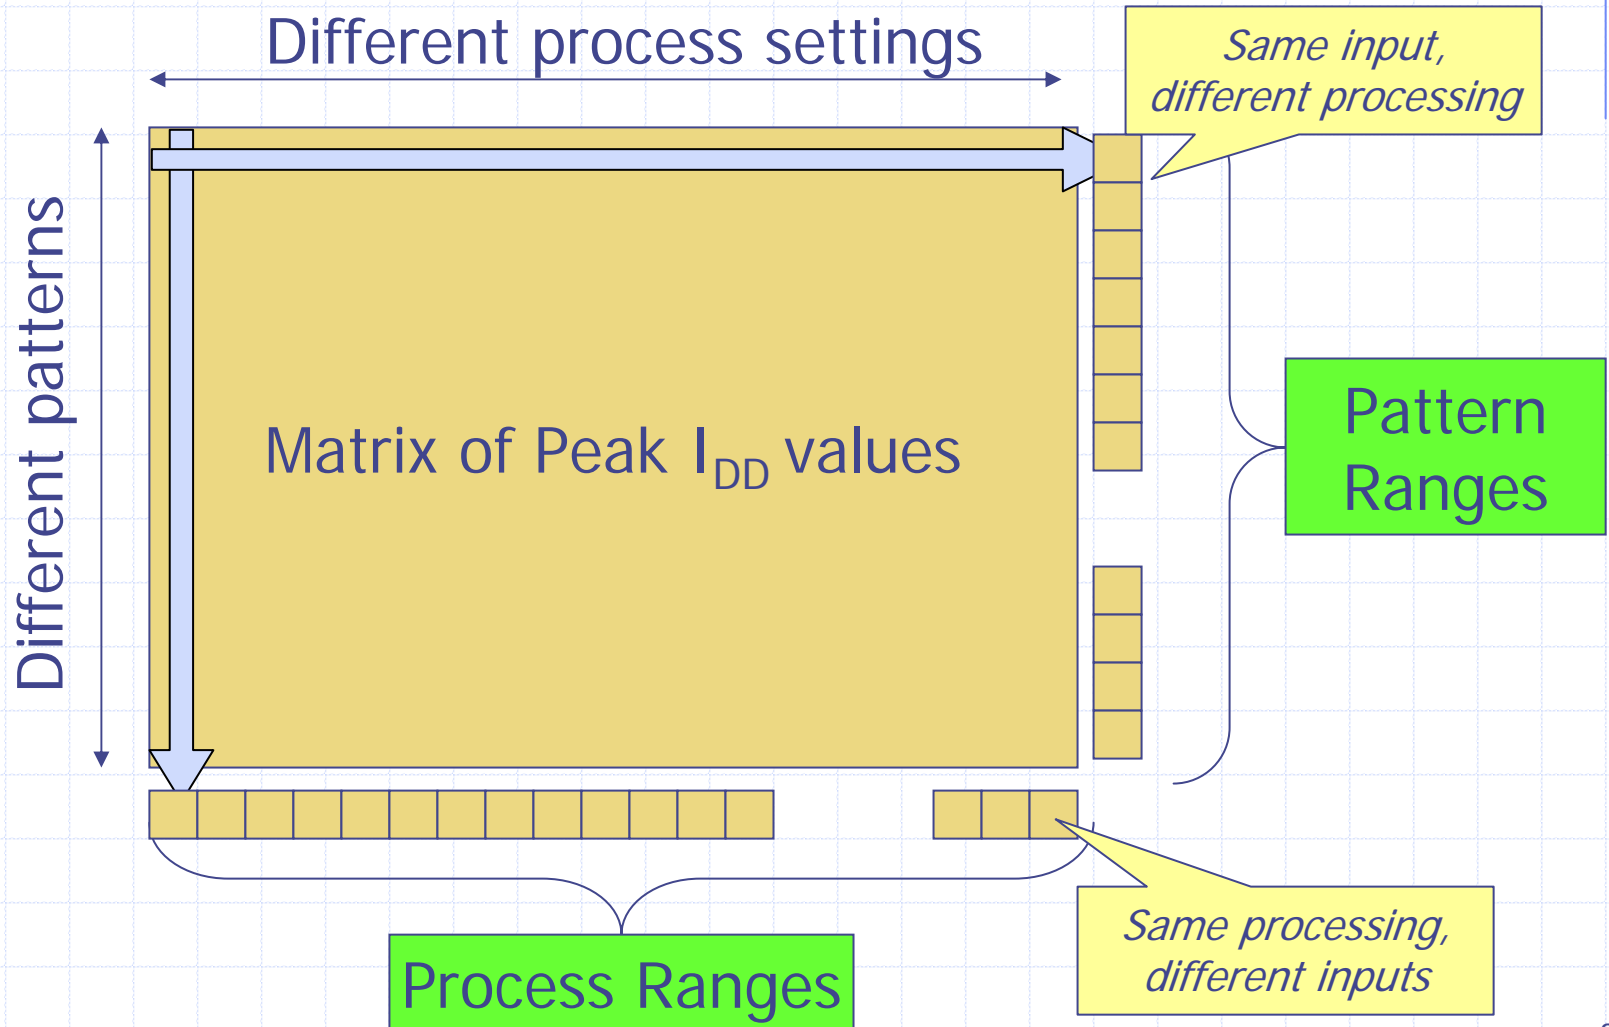 Different process settings
Same input,
different processing
Different patterns
Matrix of Peak IDD values
Pattern
Ranges
Same processing,
different inputs
Process Ranges